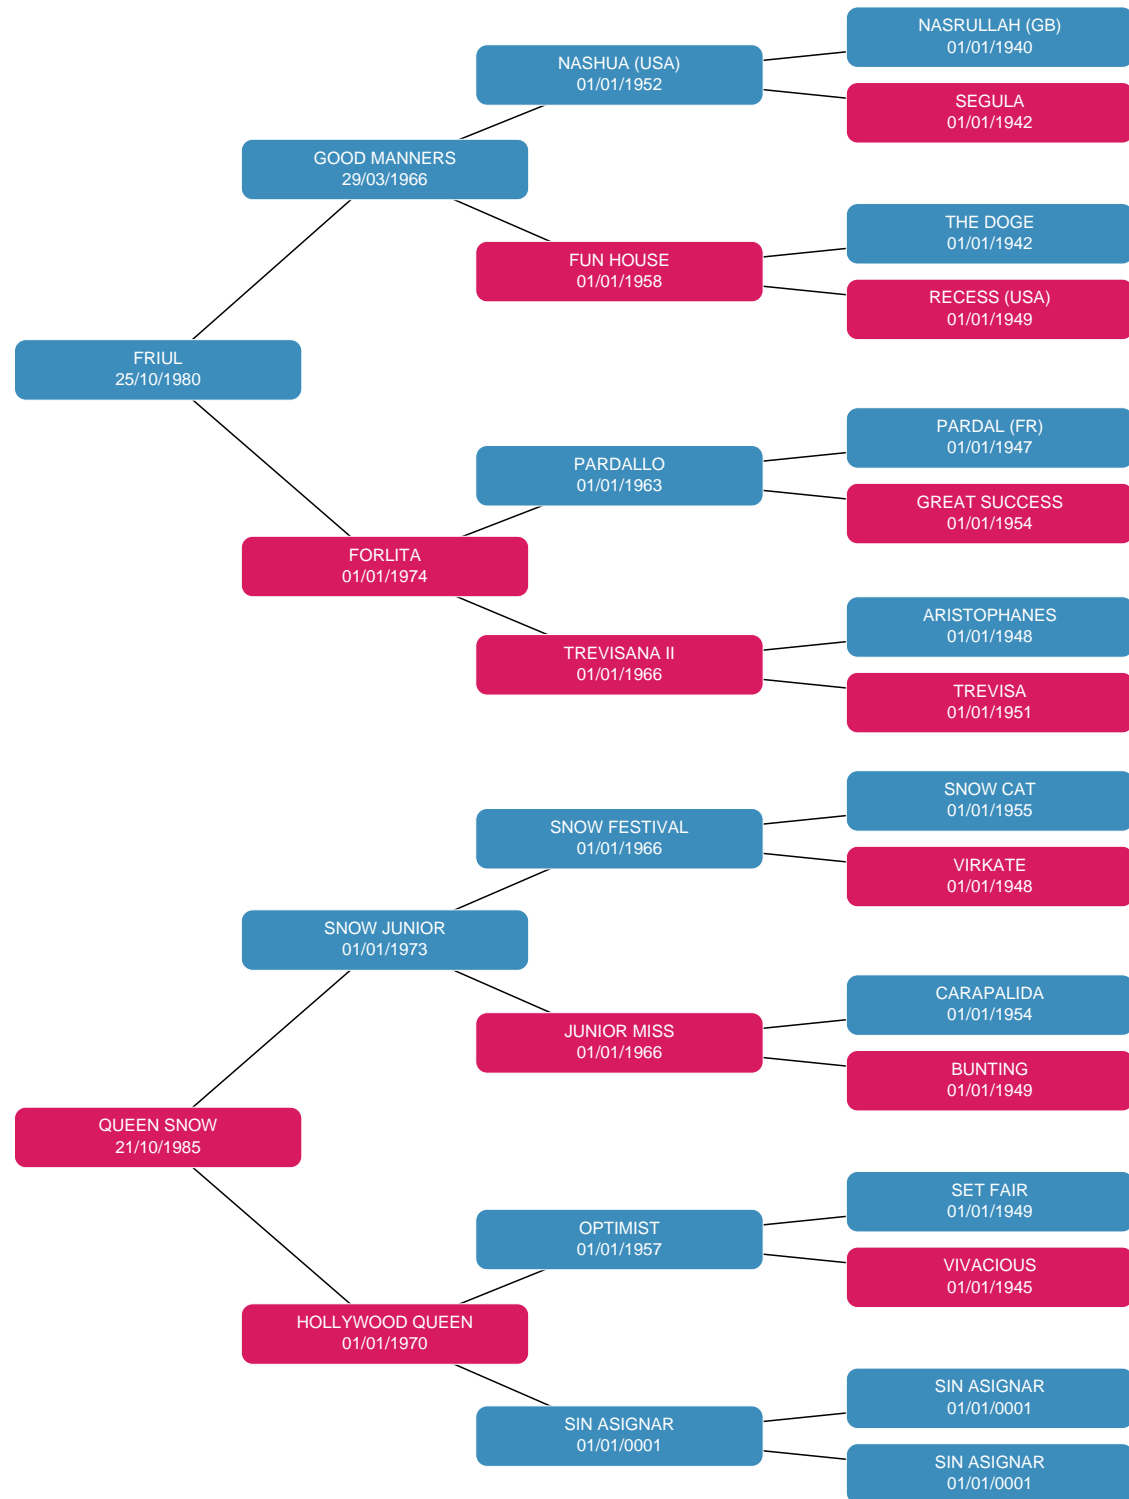 NASRULLAH (GB)
01/01/1940
NASHUA (USA)
01/01/1952
SEGULA
01/01/1942
GOOD MANNERS
29/03/1966
THE DOGE
01/01/1942
FUN HOUSE
01/01/1958
RECESS (USA)
01/01/1949
FRIUL
25/10/1980
PARDAL (FR)
01/01/1947
PARDALLO
01/01/1963
GREAT SUCCESS
01/01/1954
FORLITA
01/01/1974
ARISTOPHANES
01/01/1948
TREVISANA II
01/01/1966
TREVISA
01/01/1951
SNOW CAT
01/01/1955
SNOW FESTIVAL
01/01/1966
VIRKATE
01/01/1948
SNOW JUNIOR
01/01/1973
CARAPALIDA
01/01/1954
JUNIOR MISS
01/01/1966
BUNTING
01/01/1949
QUEEN SNOW
21/10/1985
SET FAIR
01/01/1949
OPTIMIST
01/01/1957
VIVACIOUS
01/01/1945
HOLLYWOOD QUEEN
01/01/1970
SIN ASIGNAR
01/01/0001
SIN ASIGNAR
01/01/0001
SIN ASIGNAR
01/01/0001